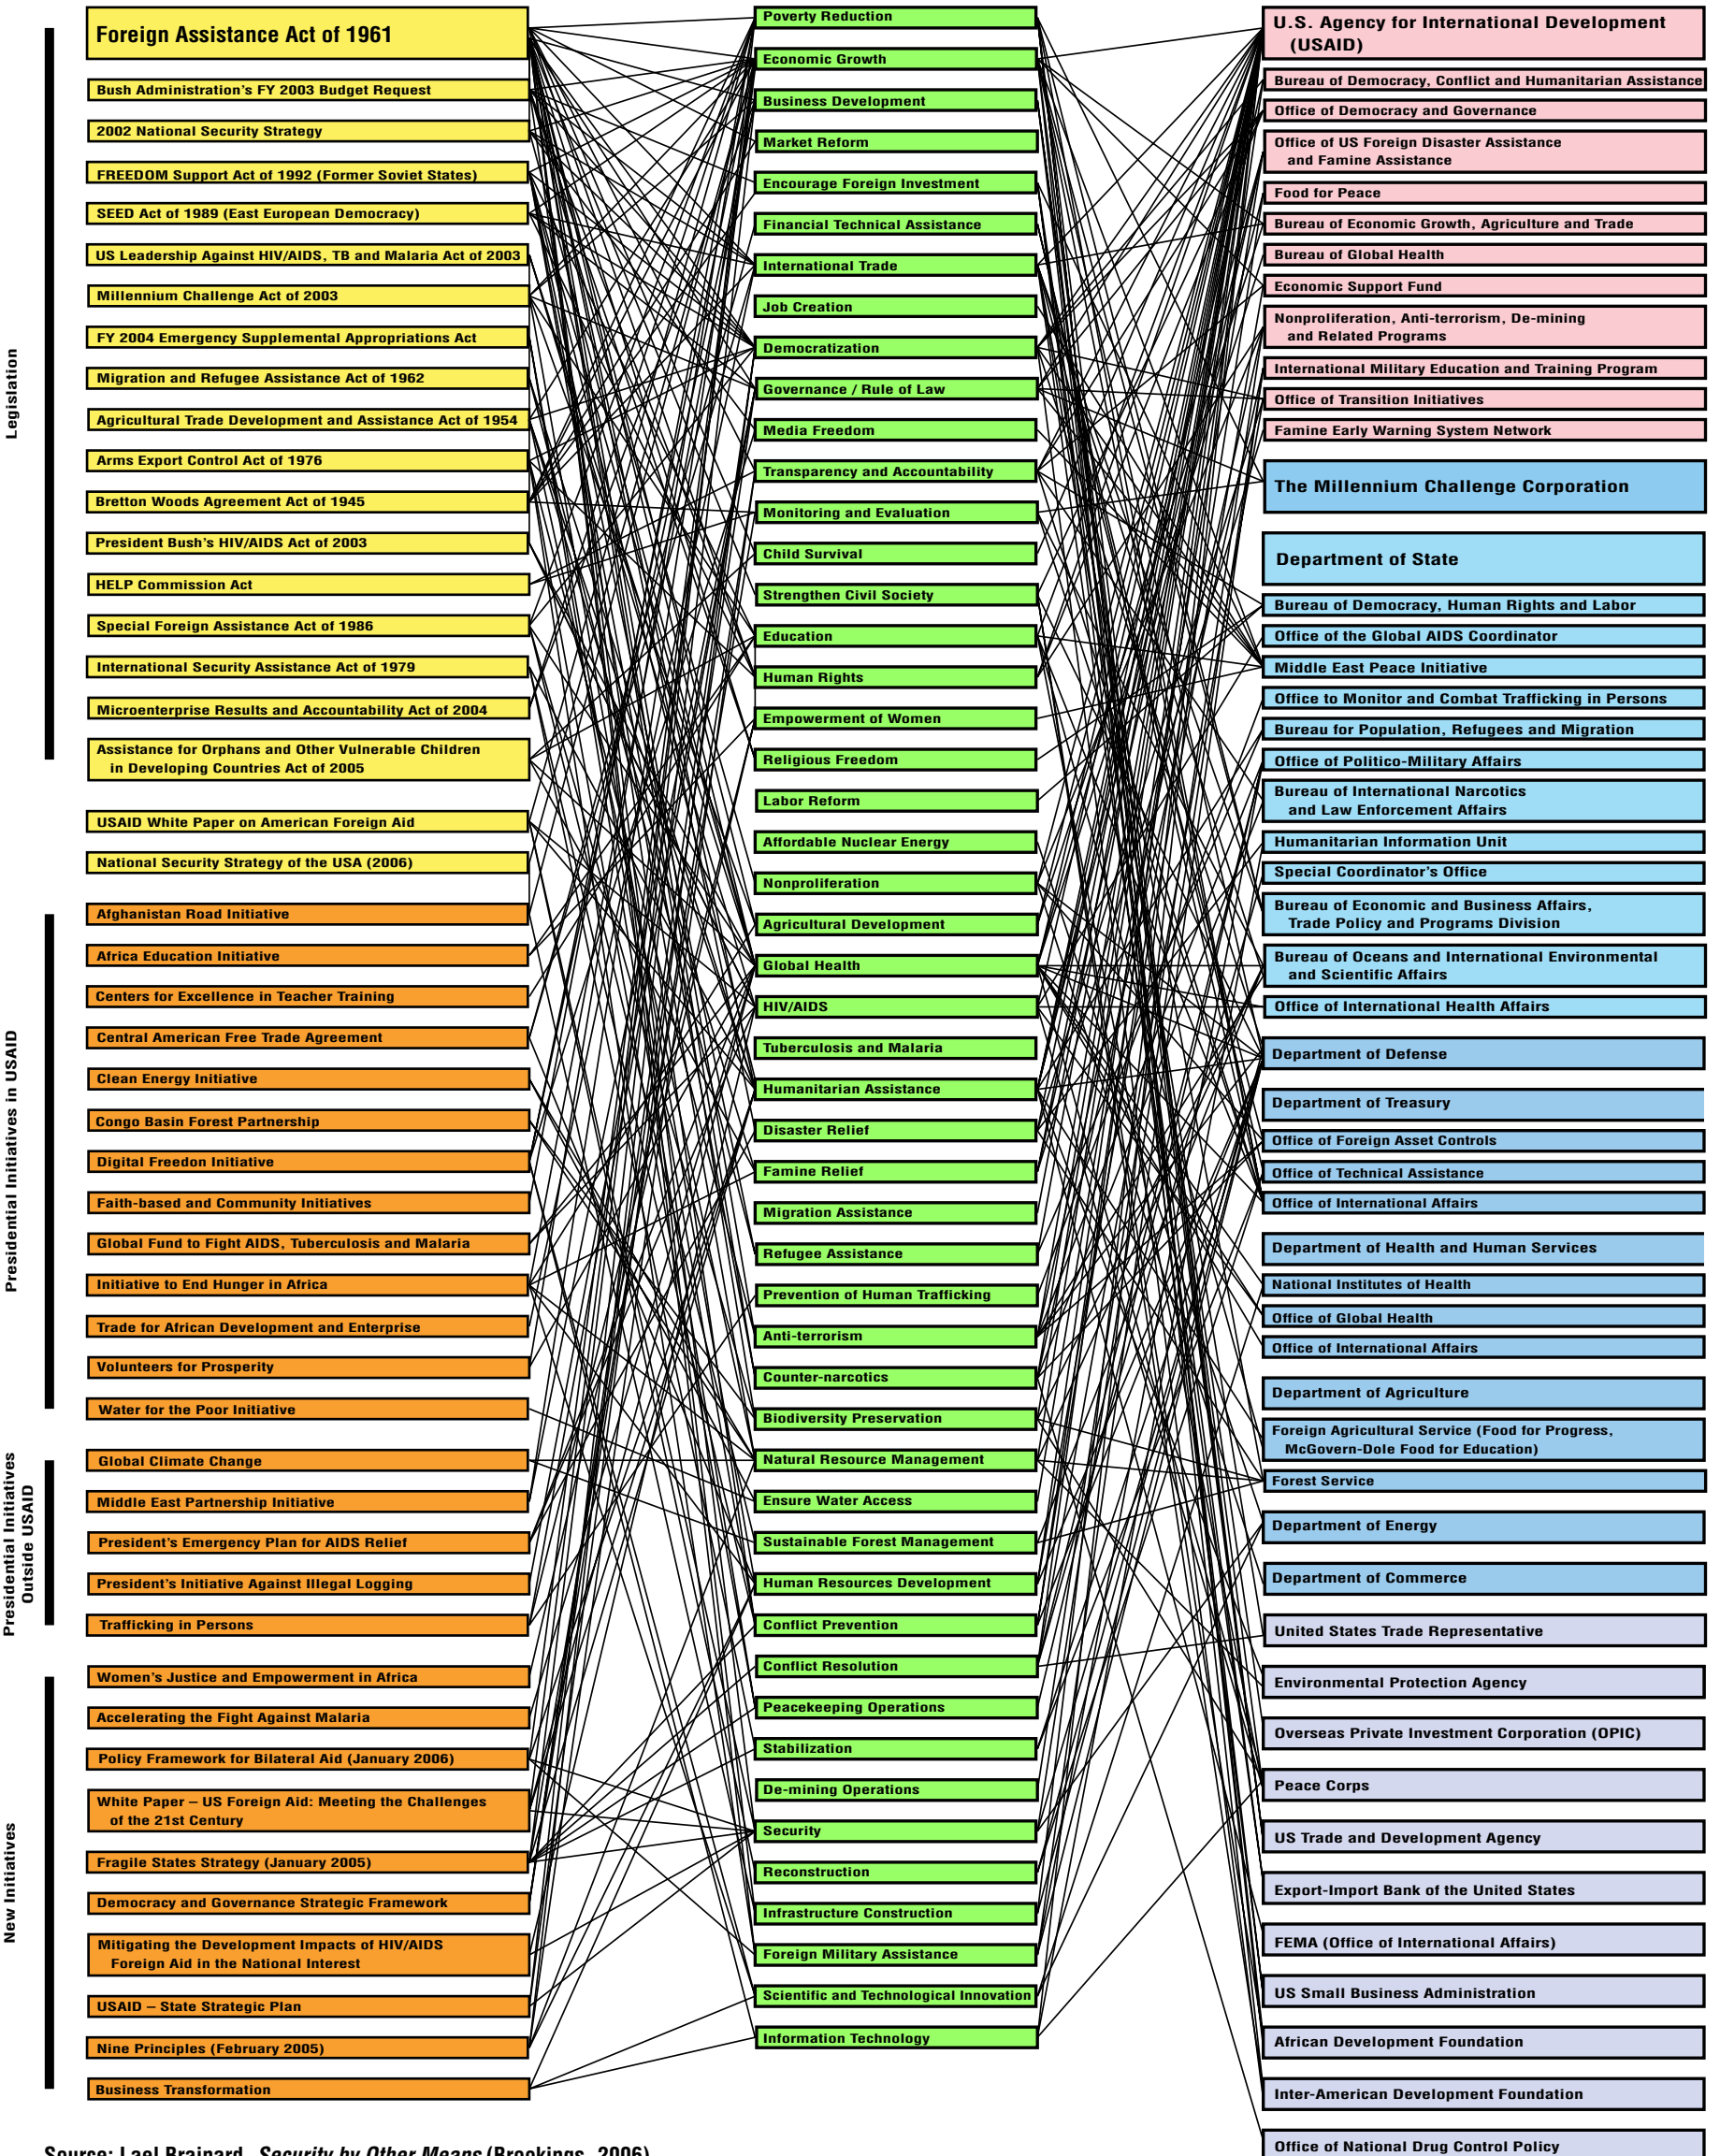 Legislation
Foreign Assistance Act of 1961
Bush Administration's FY 2003 Budget Request
2002 National Security Strategy
FREEDOM Support Act of 1992 (Former Soviet States)
SEED Act of 1989 (East European Democracy)
US Leadership Against HIV/AIDS, TB and Malaria Act of 2003
Millennium Challenge Act of 2003
FY 2004 Emergency Supplemental Appropriations Act
Migration and Refugee Assistance Act of 1962
Agricultural Trade Development and Assistance Act of 1954
Arms Export Control Act of 1976
Bretton Woods Agreement Act of 1945
President Bush's HIV/AIDS Act of 2003
HELP Commission Act
Special Foreign Assistance Act of 1986
International Security Assistance Act of 1979
Microenterprise Results and Accountability Act of 2004
Assistance for Orphans and Other Vulnerable Children
in Developing Countries Act of 2005
USAID White Paper on American Foreign Aid
National Security Strategy of the USA (2006)
Presidential Initiatives in USAID
Afghanistan Road Initiative
Africa Education Initiative
Centers for Excellence in Teacher Training
Central American Free Trade Agreement
Clean Energy Initiative
Congo Basin Forest Partnership
Digital Freedon Initiative
Faith-based and Community Initiatives
Global Fund to Fight AIDS, Tuberculosis and Malaria
Initiative to End Hunger in Africa
Trade for African Development and Enterprise
Volunteers for Prosperity
Water for the Poor Initiative
Presidential Initiatives
Outside USAID
Global Climate Change
Middle East Partnership Initiative
President's Emergency Plan for AIDS Relief
President's Initiative Against Illegal Logging
Trafficking in Persons
New Initiatives
Women's Justice and Empowerment in Africa
Accelerating the Fight Against Malaria
Policy Framework for Bilateral Aid (January 2006)
White Paper – US Foreign Aid: Meeting the Challenges
of the 21st Century
Fragile States Strategy (January 2005)
Democracy and Governance Strategic Framework
Mitigating the Development Impacts of HIV/AIDS
Foreign Aid in the National Interest
USAID – State Strategic Plan
Nine Principles (February 2005)
Business Transformation
Poverty Reduction
Economic Growth
Business Development
Market Reform
Encourage Foreign Investment
Financial Technical Assistance
International Trade
Job Creation
Democratization
Governance / Rule of Law
Media Freedom
Transparency and Accountability
Monitoring and Evaluation
Child Survival
Strengthen Civil Society
Education
Human Rights
Empowerment of Women
Religious Freedom
Labor Reform
Affordable Nuclear Energy
Nonproliferation
Agricultural Development
Global Health
HIV/AIDS
Tuberculosis and Malaria
Humanitarian Assistance
Disaster Relief
Famine Relief
Migration Assistance
Refugee Assistance
Prevention of Human Trafficking
Anti-terrorism
Counter-narcotics
Biodiversity Preservation
Natural Resource Management
Ensure Water Access
Sustainable Forest Management
Human Resources Development
Conflict Prevention
Conflict Resolution
Peacekeeping Operations
Stabilization
De-mining Operations
Security
Reconstruction
Infrastructure Construction
Foreign Military Assistance
Scientific and Technological Innovation
Information Technology
U.S. Agency for International Development
(USAID)
Bureau of Democracy, Conflict and Humanitarian Assistance
Office of Democracy and Governance
Office of US Foreign Disaster Assistance
and Famine Assistance
Food for Peace
Bureau of Economic Growth, Agriculture and Trade
Bureau of Global Health
Economic Support Fund
Nonproliferation, Anti-terrorism, De-mining
and Related Programs
International Military Education and Training Program
Office of Transition Initiatives
Famine Early Warning System Network
The Millennium Challenge Corporation
Department of State
Bureau of Democracy, Human Rights and Labor
Office of the Global AIDS Coordinator
Middle East Peace Initiative
Office to Monitor and Combat Trafficking in Persons
Bureau for Population, Refugees and Migration
Office of Politico-Military Affairs
Bureau of International Narcotics
and Law Enforcement Affairs
Humanitarian Information Unit
Special Coordinator's Office
Bureau of Economic and Business Affairs,
Trade Policy and Programs Division
Bureau of Oceans and International Environmental
and Scientific Affairs
Office of International Health Affairs
Department of Defense
Department of Treasury
Office of Foreign Asset Controls
Office of Technical Assistance
Office of International Affairs
Department of Health and Human Services
National Institutes of Health
Office of Global Health
Office of International Affairs
Department of Agriculture
Foreign Agricultural Service (Food for Progress,
McGovern-Dole Food for Education)
Forest Service
Department of Energy
Department of Commerce
United States Trade Representative
Environmental Protection Agency
Overseas Private Investment Corporation (OPIC)
Peace Corps
US Trade and Development Agency
Export-Import Bank of the United States
FEMA (Office of International Affairs)
US Small Business Administration
African Development Foundation
Inter-American Development Foundation
Office of National Drug Control Policy
Source: Lael Brainard, Security by Other Means (Brookings, 2006)